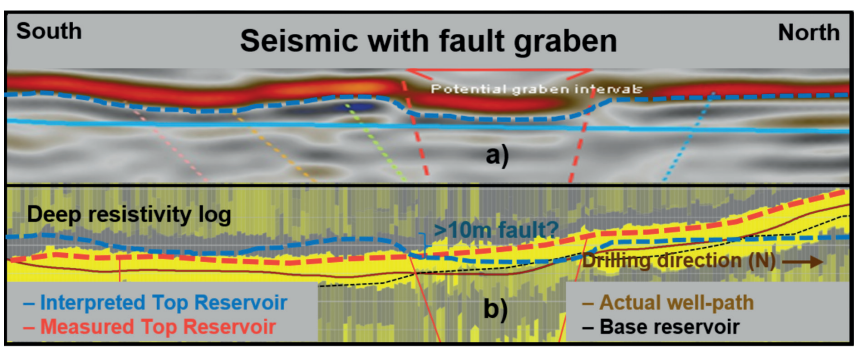 South
Seismic with fault graben
North
Potential graben intervals
a)
Deep resistivity log
>10m fault?
Drilling direction (N)
– Interpreted Top Reservoir
– Measured Top Reservoir
b)
– Actual well-path
– Base reservoir